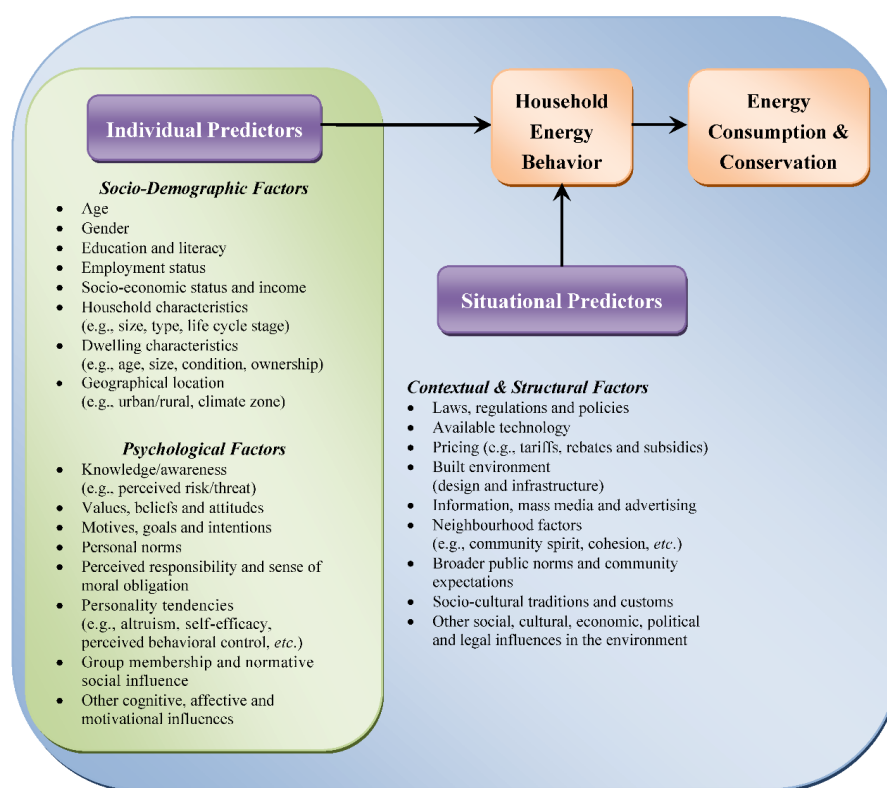 Individual Predictors
Socio-Demographic Factors
• Age
• Gender
• Education and literacy
• Employment status
• Socio-economic status and income
• Household characteristics
(e.g., size, type, life cycle stage)
• Dwelling characteristics
(e.g., age, size, condition, ownership)
• Geographical location
(e.g., urban/rural, climate zone)
Psychological Factors
• Knowledge/awareness
(e.g., perceived risk/threat)
• Values, beliefs and attitudes
• Motives, goals and intentions
• Personal norms
• Perceived responsibility and sense of
moral obligation
• Personality tendencies
(e.g., altruism, self-efficacy,
perceived behavioral control, etc.)
• Group membership and normative
social influence
• Other cognitive, affective and
motivational influences
Household
Energy
Behavior
Energy
Consumption &
Conservation
Situational Predictors
Contextual & Structural Factors
• Laws, regulations and policies
• Available technology
• Pricing (e.g., tariffs, rebates and subsidies)
• Built environment
(design and infrastructure)
• Information, mass media and advertising
• Neighbourhood factors
(e.g., community spirit, cohesion, etc.)
• Broader public norms and community
expectations
• Socio-cultural traditions and customs
• Other social, cultural, economic, political
and legal influences in the environment